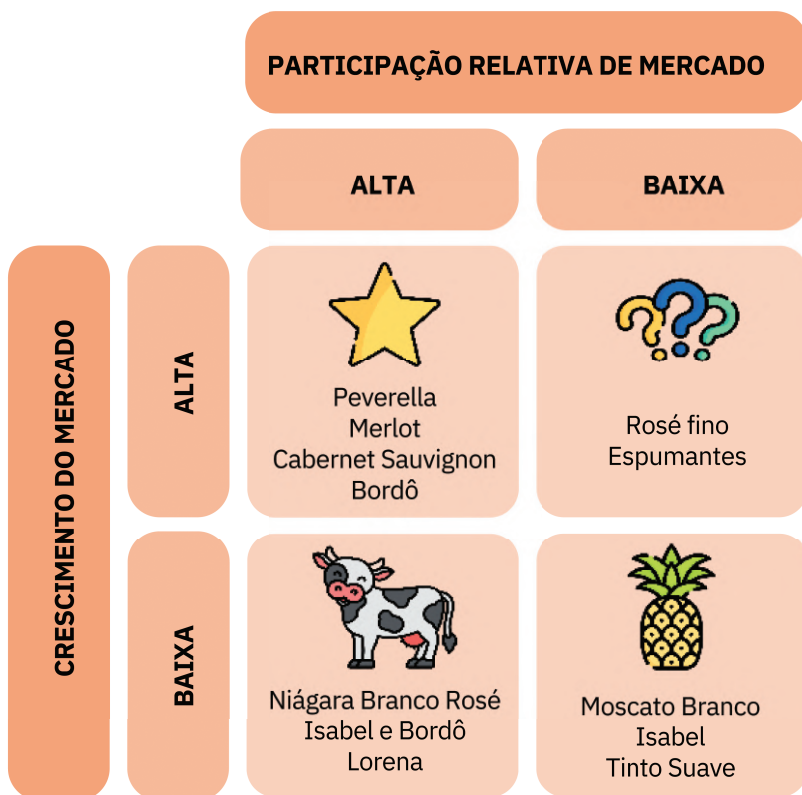 PARTICIPAÇÃO RELATIVA DE MERCADO
ALTA
BAIXA
CRESCIMENTO DO MERCADO
ALTA
Peverella
Merlot
Cabernet Sauvignon
Bordô
Rosé fino
Espumantes
BAIXA
Niágara Branco Rosé
Isabel e Bordô
Lorena
Moscato Branco
Isabel
Tinto Suave